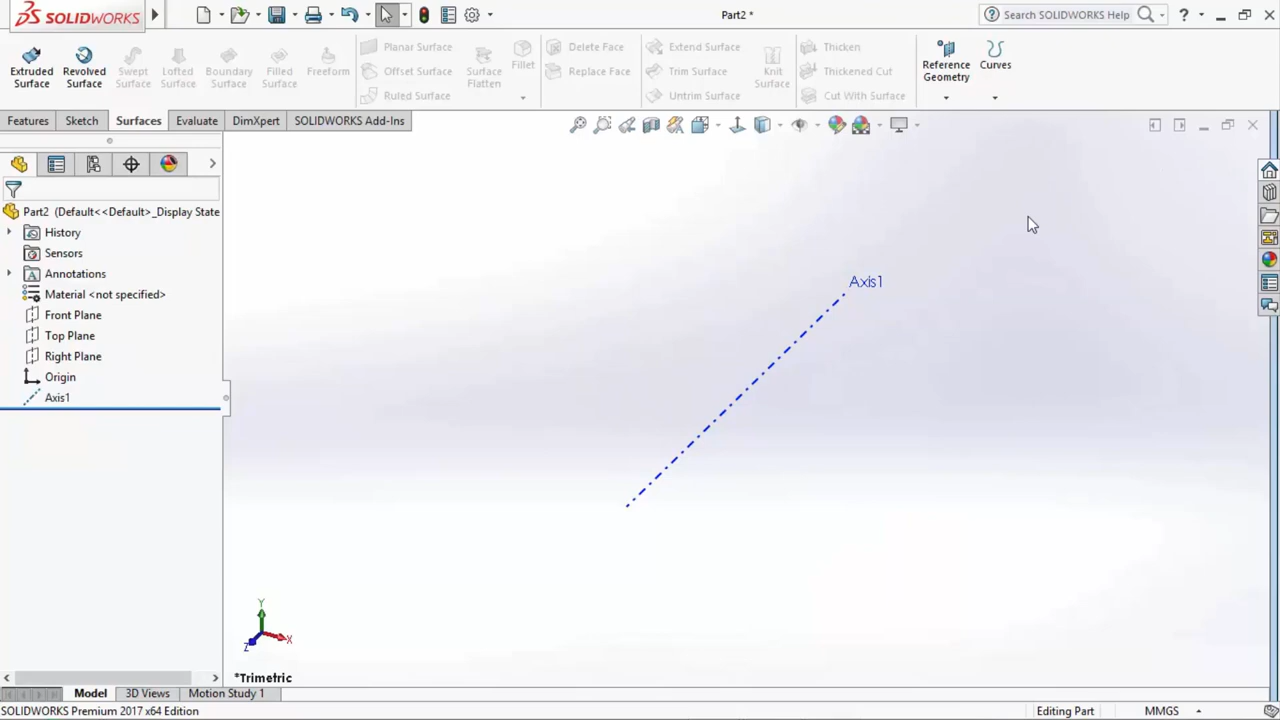 SOLIDWORKS
Part2 *
Search SOLIDWORKS Help
Extruded Surface
Revolved Surface
Swept Surface
Lofted Surface
Boundary Surface
Filled Surface
Freeform
Planar Surface
Offset Surface
Ruled Surface
Surface Flatten
Fillet
Delete Face
Replace Face
Extend Surface
Trim Surface
Untrim Surface
Knit Surface
Thicken
Thickened Cut
Cut With Surface
Reference Geometry
Curves
Features Sketch Surfaces Evaluate DimXpert SOLIDWORKS Add-Ins
Part2 (Default<<Default>_Display State
History
Sensors
Annotations
Material <not specified>
Front Plane
Top Plane
Right Plane
Origin
Axis1
Axis1
Y
X
Z
*Trimetric
Model 3D Views Motion Study 1
SOLIDWORKS Premium 2017 x64 Edition Editing Part MMGS